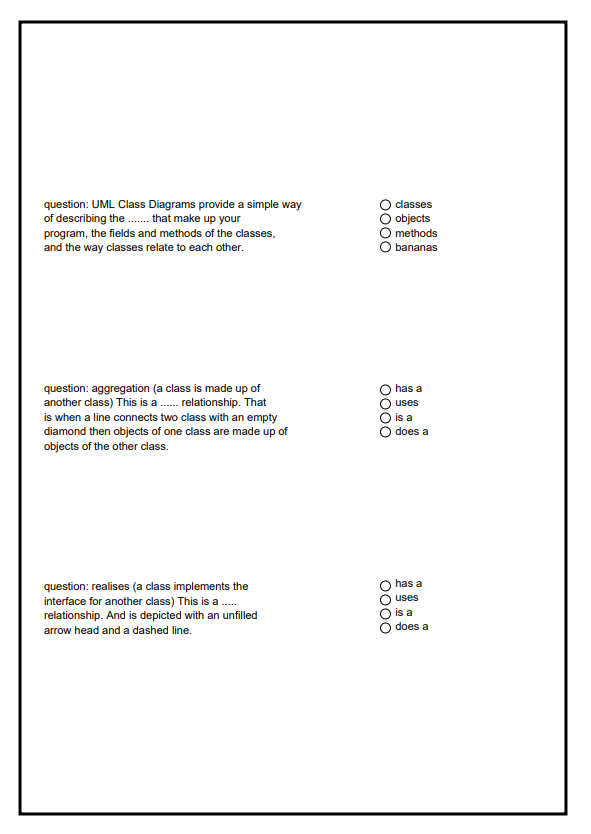 question: UML Class Diagrams provide a simple way
of describing the ....... that make up your
program, the fields and methods of the classes,
and the way classes relate to each other.
classes
objects
methods
bananas
question: aggregation (a class is made up of
another class) This is a ...... relationship. That
is when a line connects two class with an empty
diamond then objects of one class are made up of
objects of the other class.
has a
uses
is a
does a
question: realises (a class implements the
interface for another class) This is a .....
relationship. And is depicted with an unfilled
arrow head and a dashed line.
has a
uses
is a
does a